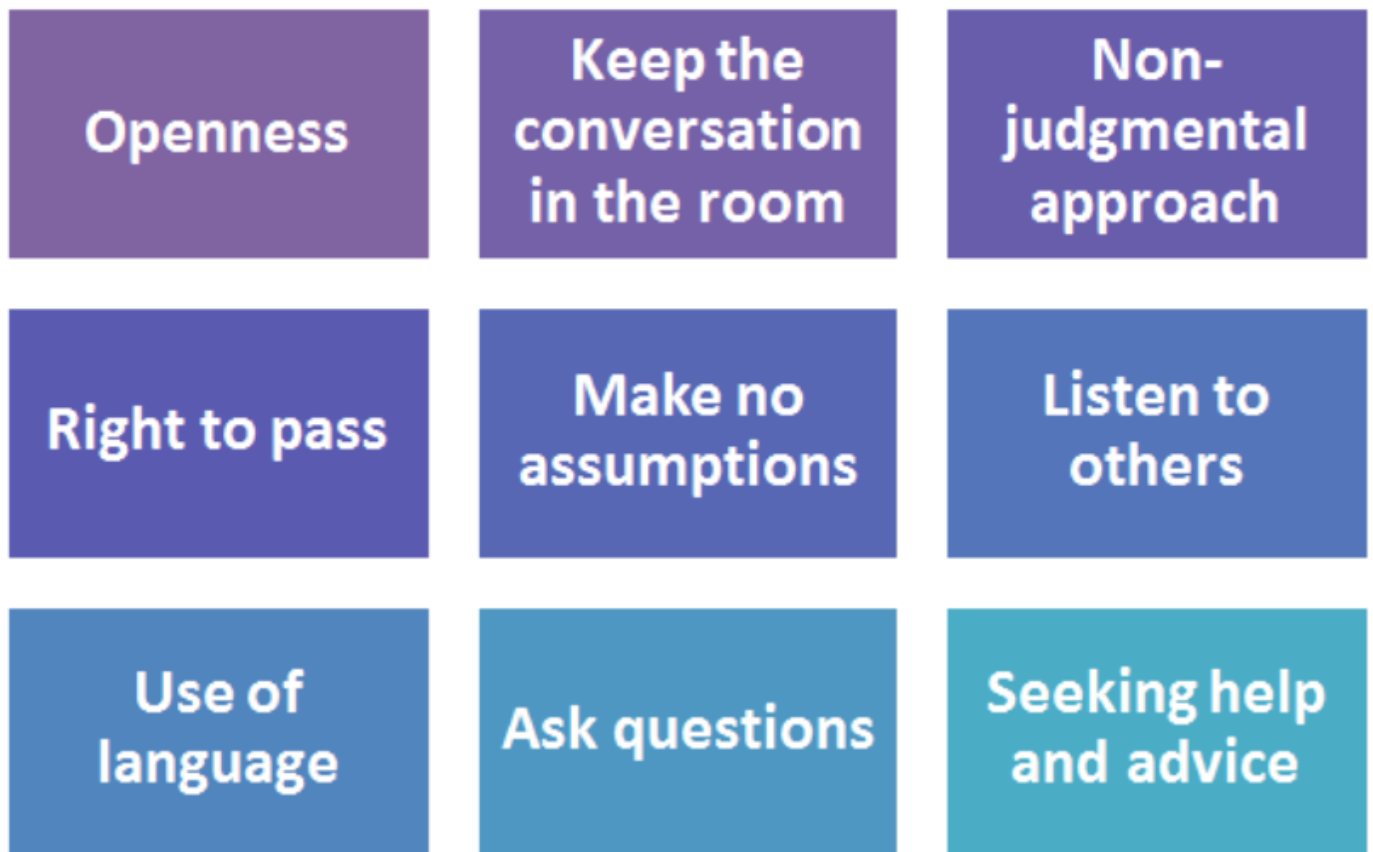 Openness
Keep the
conversation
in the room
Non-
judgmental
approach
Right to pass
Make no
assumptions
Listen to
others
Use of
language
Ask questions
Seeking help
and advice